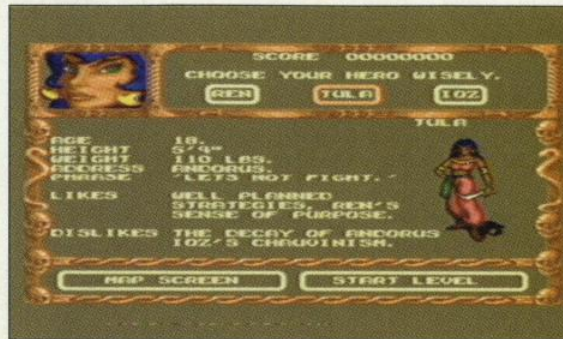 SCORE 00000000
CHOOSE YOUR HERO WISELY.
REN TULA IOZ
TULA
AGE 18.
HEIGHT 5'4"
WEIGHT 110 LBS.
ADDRESS ANDORUS.
PHRASE 'LET'S NOT FIGHT.'
LIKES WELL PLANNED
STRATEGIES, REN'S
SENSE OF PURPOSE.
DISLIKES THE DECAY OF ANDORUS
IOZ'S CHAUVINISM.
MAP SCREEN START LEVEL